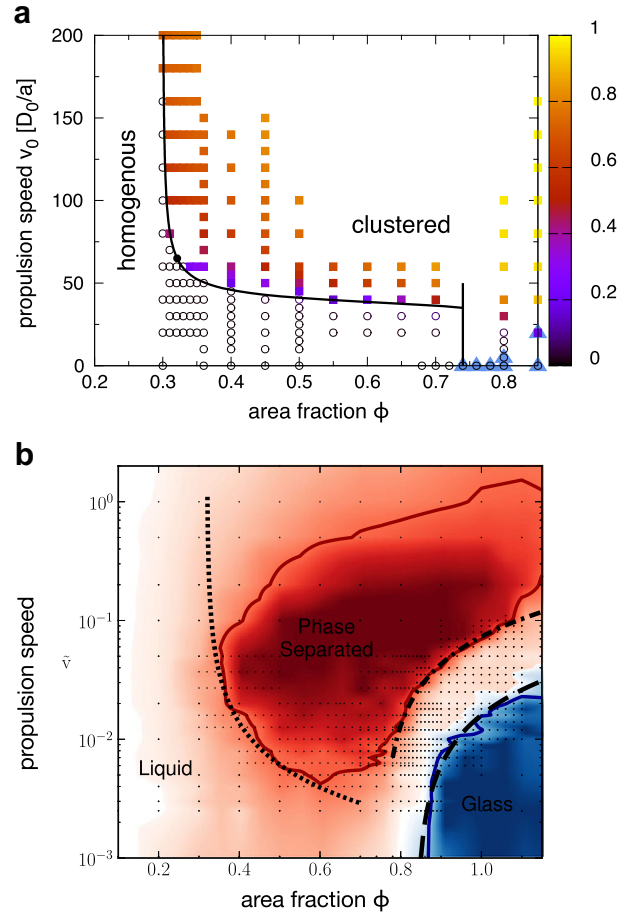 a
propulsion speed v₀ [D₀/a]
200
150
100
50
0
homogenous
clustered
0.2 0.3 0.4 0.5 0.6 0.7 0.8
area fraction ϕ
1
0.8
0.6
0.4
0.2
0
b
propulsion speed
ṽ
10⁰
10⁻¹
10⁻²
10⁻³
Phase
Separated
Liquid
Glass
0.2 0.4 0.6 0.8 1.0
area fraction ϕ